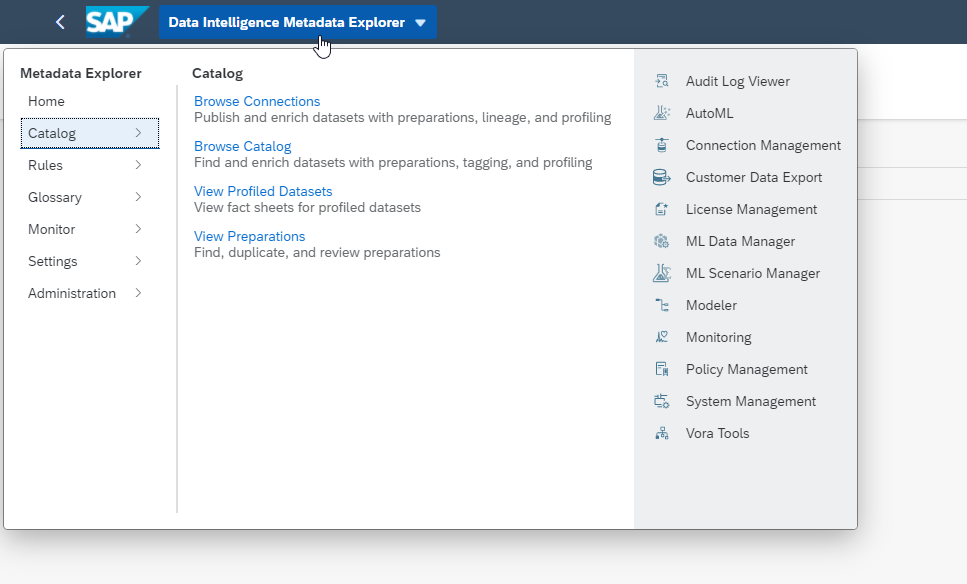 SAP
Data Intelligence Metadata Explorer
Metadata Explorer
Home
Catalog
Rules
Glossary
Monitor
Settings
Administration
Catalog
Browse Connections
Publish and enrich datasets with preparations, lineage, and profiling
Browse Catalog
Find and enrich datasets with preparations, tagging, and profiling
View Profiled Datasets
View fact sheets for profiled datasets
View Preparations
Find, duplicate, and review preparations
Audit Log Viewer
AutoML
Connection Management
Customer Data Export
License Management
ML Data Manager
ML Scenario Manager
Modeler
Monitoring
Policy Management
System Management
Vora Tools